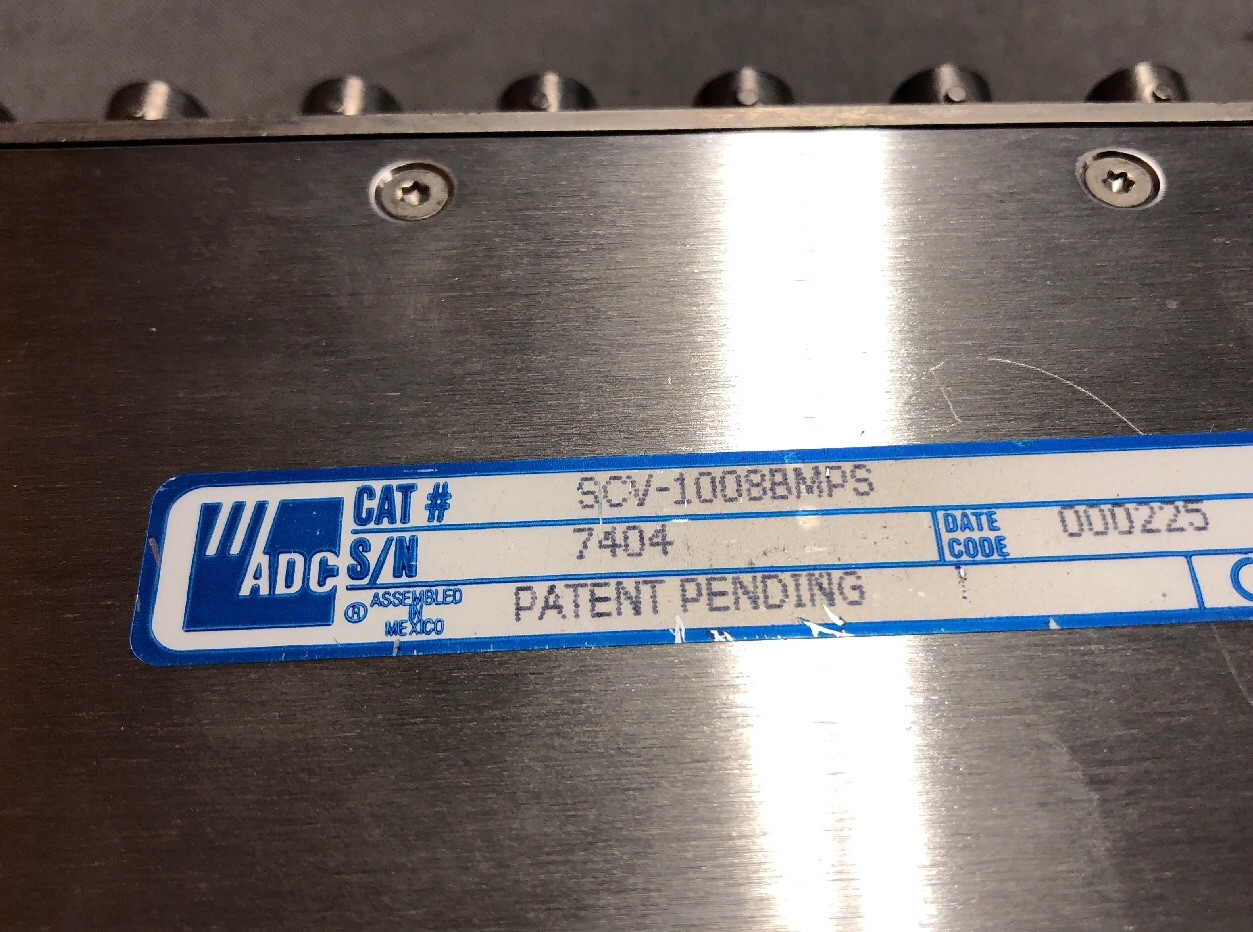 CAT # SCV-1008BMPS
ADC S/N 7404 DATE CODE 000225
® ASSEMBLED IN MEXICO PATENT PENDING